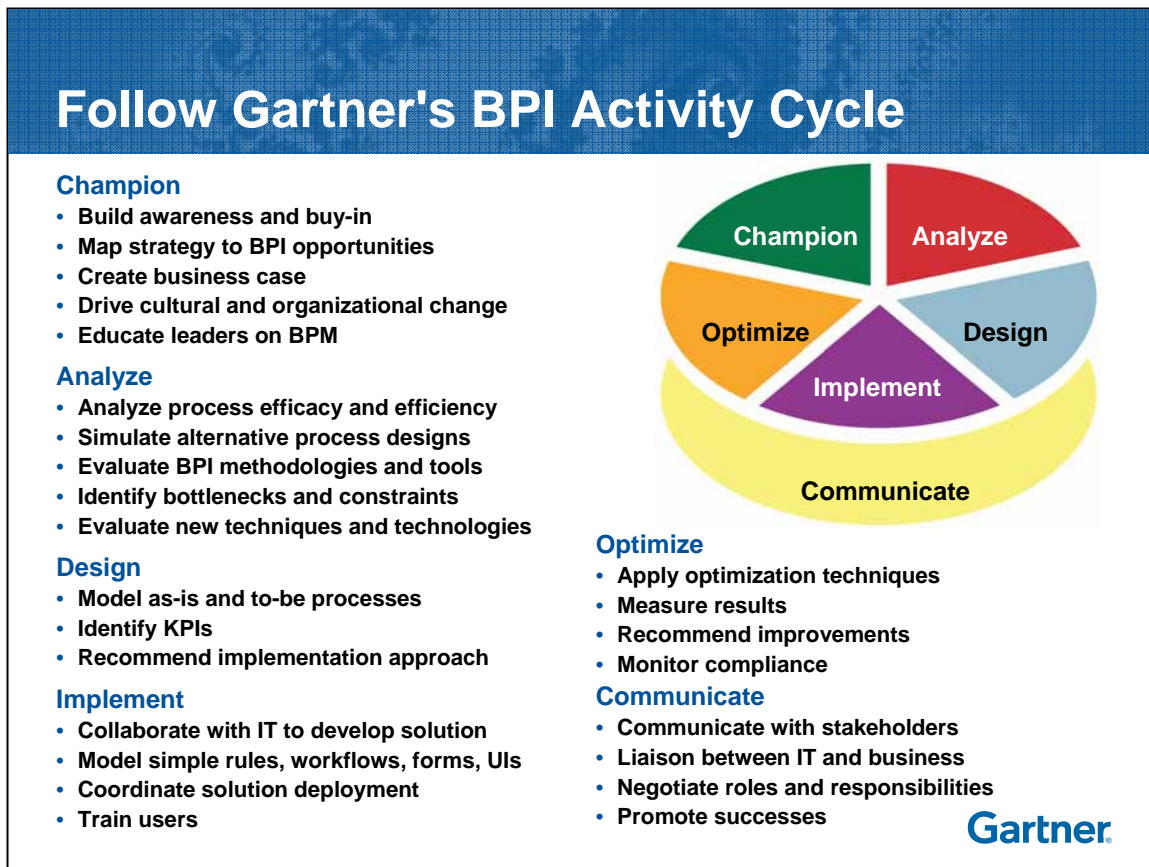 Follow Gartner's BPI Activity Cycle
Champion
• Build awareness and buy-in
• Map strategy to BPI opportunities
• Create business case
• Drive cultural and organizational change
• Educate leaders on BPM
Analyze
• Analyze process efficacy and efficiency
• Simulate alternative process designs
• Evaluate BPI methodologies and tools
• Identify bottlenecks and constraints
• Evaluate new techniques and technologies
Design
• Model as-is and to-be processes
• Identify KPIs
• Recommend implementation approach
Implement
• Collaborate with IT to develop solution
• Model simple rules, workflows, forms, UIs
• Coordinate solution deployment
• Train users
Champion
Analyze
Optimize
Design
Implement
Communicate
Optimize
• Apply optimization techniques
• Measure results
• Recommend improvements
• Monitor compliance
Communicate
• Communicate with stakeholders
• Liaison between IT and business
• Negotiate roles and responsibilities
• Promote successes
Gartner®